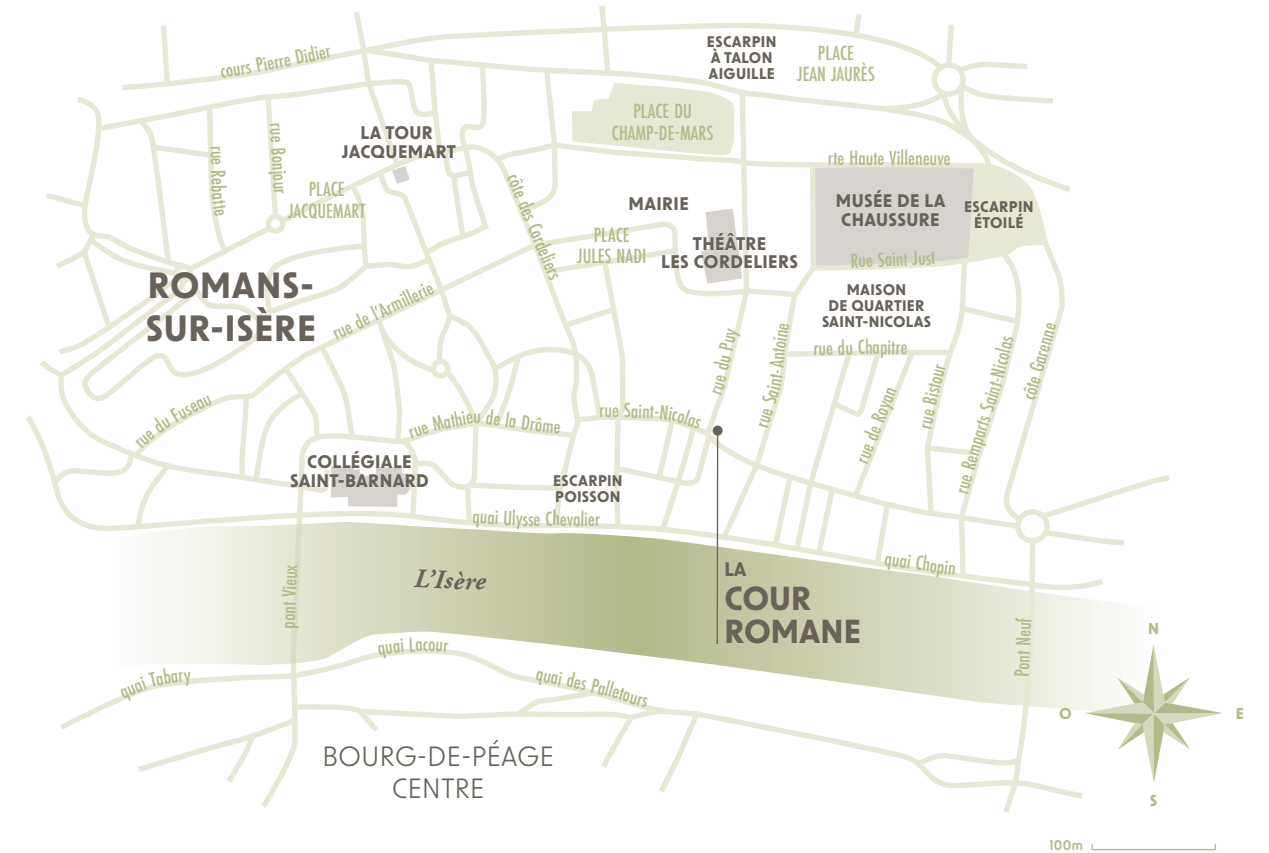 cours Pierre Didier
ESCARPIN
À TALON
AIGUILLE
PLACE
JEAN JAURÈS
PLACE DU
CHAMP-DE-MARS
LA TOUR
JACQUEMART
rue Bonjour
rue Rebatte
PLACE
JACQUEMART
côte des Cordeliers
rte Haute Villeneuve
MUSÉE DE LA
CHAUSSURE
ESCARPIN
ÉTOILÉ
MAIRIE
PLACE
JULES NADI
THÉÂTRE
LES CORDELIERS
Rue Saint Just
ROMANS-
SUR-ISÈRE
rue de l'Armillerie
MAISON
DE QUARTIER
SAINT-NICOLAS
rue du Chapitre
rue du Puy
rue Saint-Antoine
rue de Royan
rue Bistour
rue Remparts Saint-Nicolas
côte Garenne
rue du Fuseau
rue Mathieu de la Drôme
rue Saint-Nicolas
COLLÉGIALE
SAINT-BARNARD
ESCARPIN
POISSON
quai Ulysse Chevalier
quai Chopin
L'Isère
LA
COUR
ROMANE
pont Vieux
Pont Neuf
quai Tabary
quai Lacour
quai des Palletours
BOURG-DE-PÉAGE
CENTRE
N
O
E
S
100m